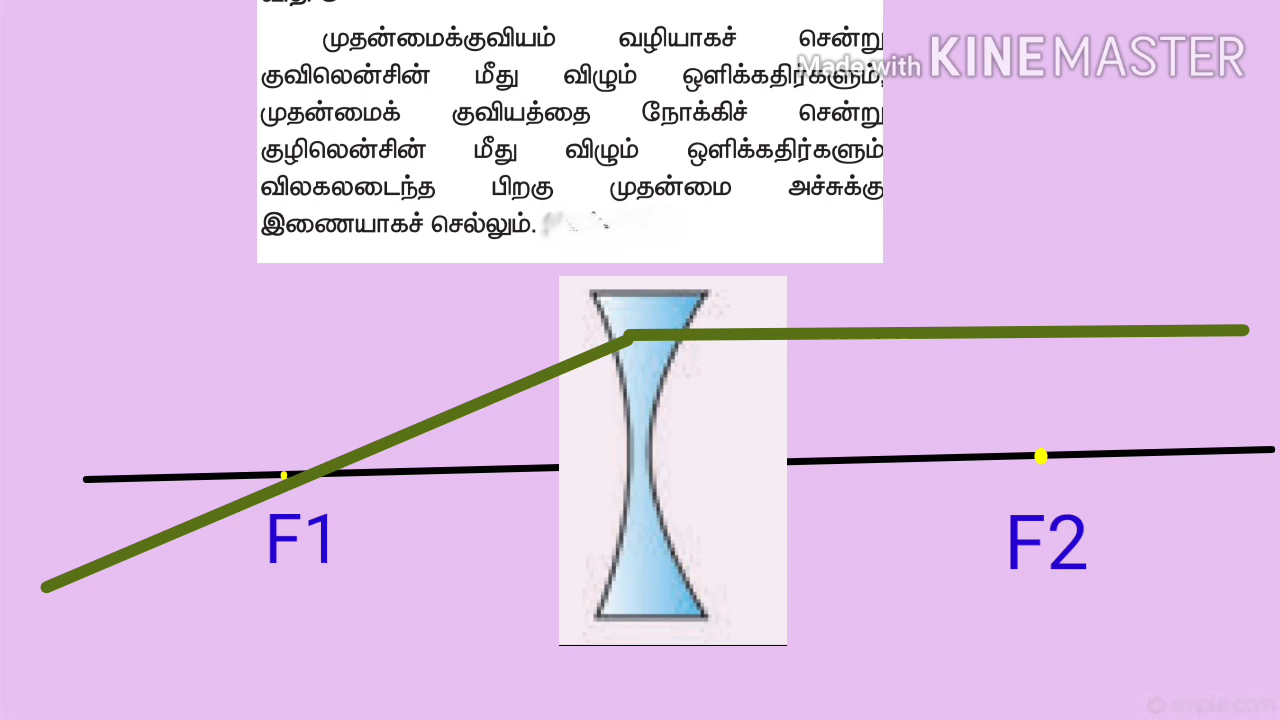 முதன்மைக்குவியம் வழியாகச் சென்று
குவிலென்சின் மீது விழும் ஒளிக்கதிர்களும்,
முதன்மைக் குவியத்தை நோக்கிச் சென்று
குழிலென்சின் மீது விழும் ஒளிக்கதிர்களும்
விலகலடைந்த பிறகு முதன்மை அச்சுக்கு
இணையாகச் செல்லும்.
Made with KINEMASTER
F1
F2